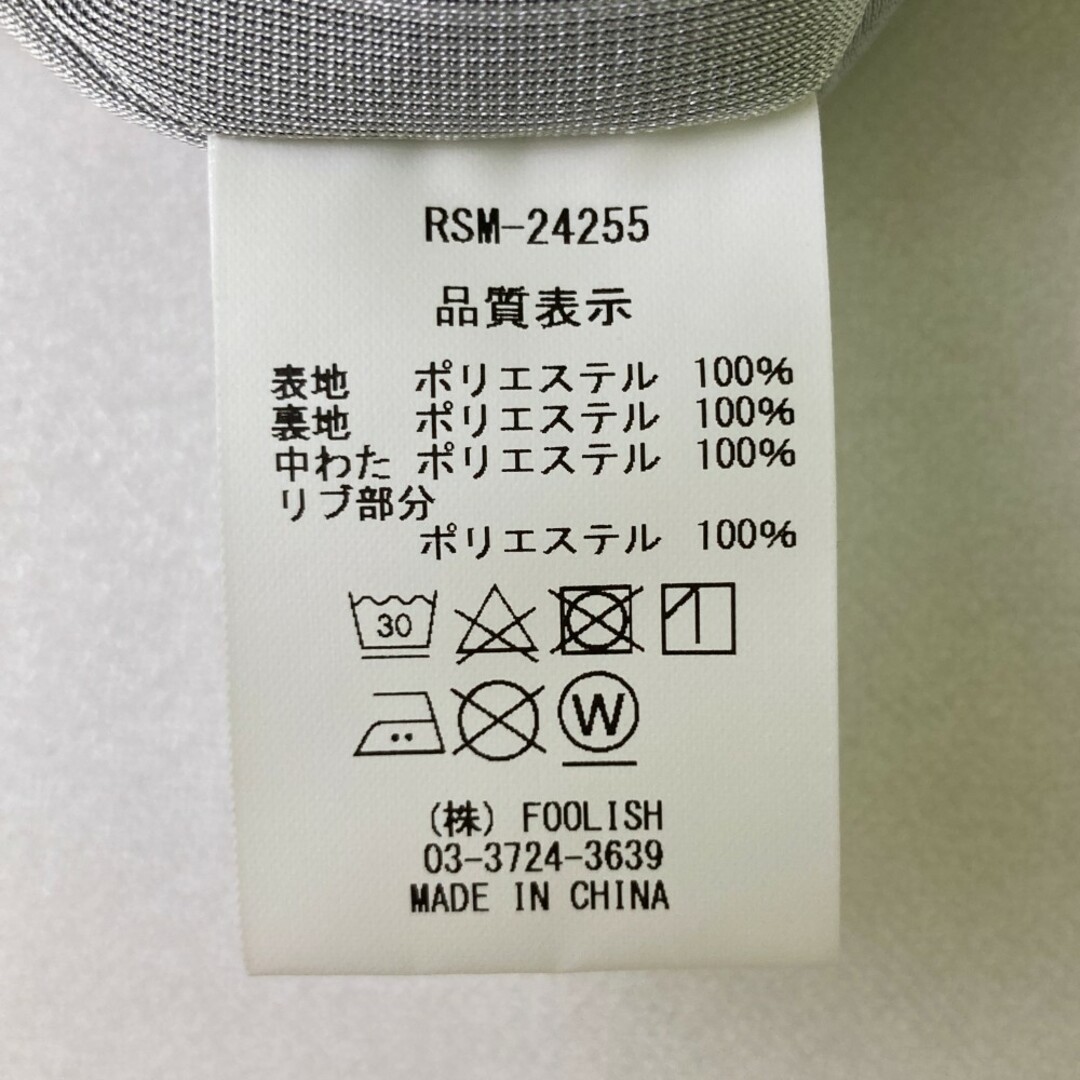 RSM-24255
品質表示
表地 ポリエステル 100%
裏地 ポリエステル 100%
中わた ポリエステル 100%
リブ部分
ポリエステル 100%
30
W
(株) FOOLISH
03-3724-3639
MADE IN CHINA